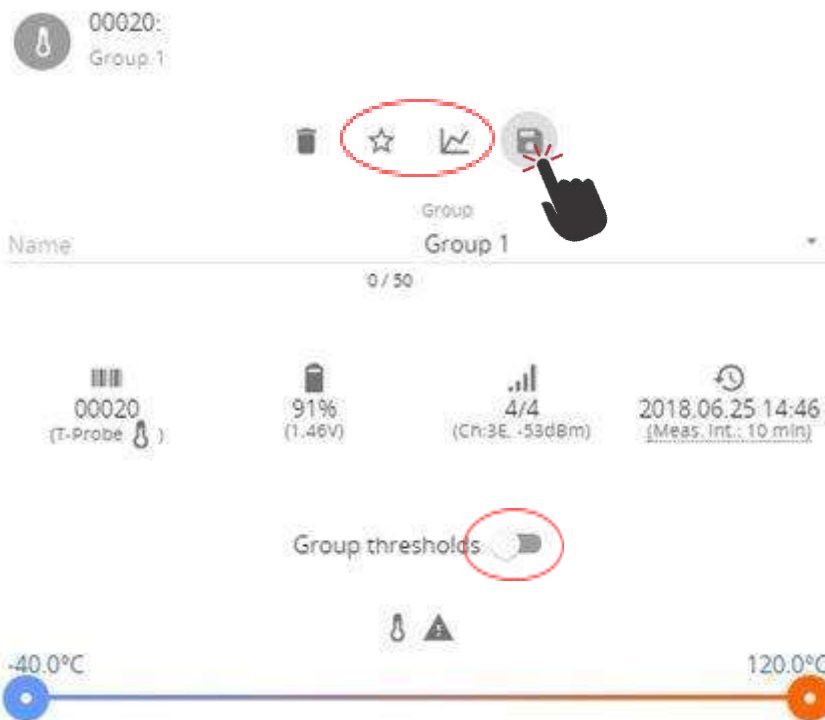 00020:
Group 1
Group
Name
Group 1
0 / 50
00020
91%
4/4
2018.06.25 14:46
(T-Probe )
(1.46V)
(Ch:3E, -53dBm)
(Meas. Int.: 10 min)
Group thresholds
-40.0°C
120.0°C